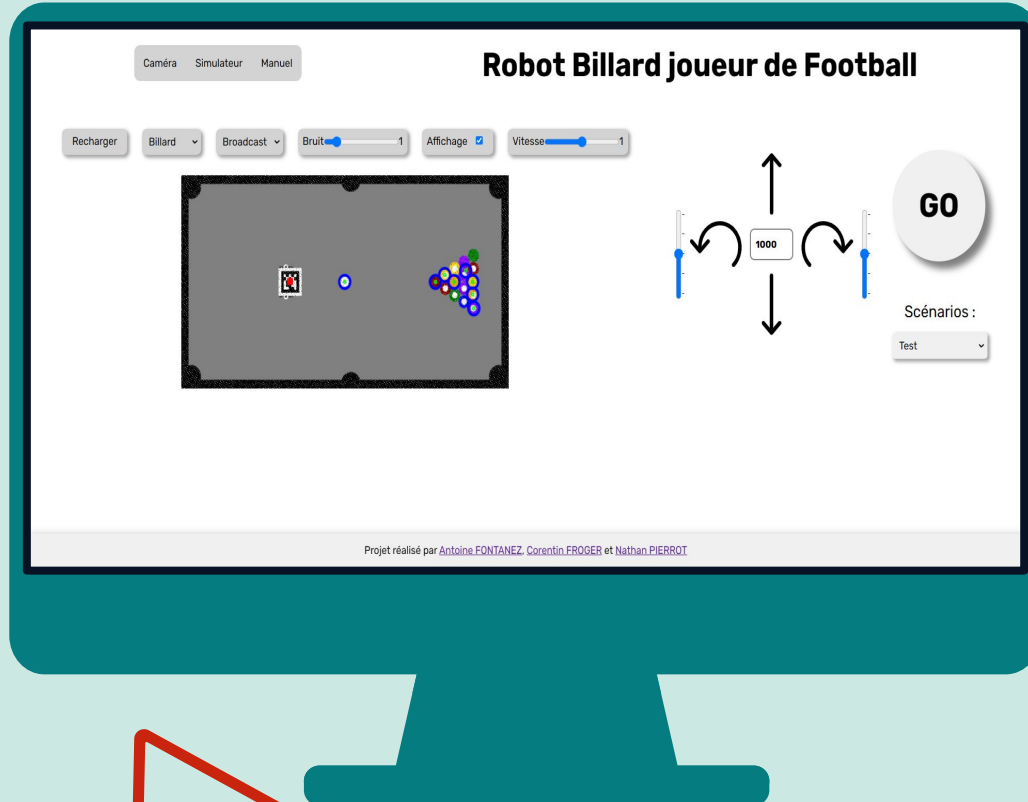 Caméra Simulateur Manuel
Robot Billard joueur de Football
Recharger Billard Broadcast Bruit 1 Affichage Vitesse 1
1000
GO
Scénarios :
Test
Projet réalisé par Antoine FONTANEZ, Corentin FROGER et Nathan PIERROT